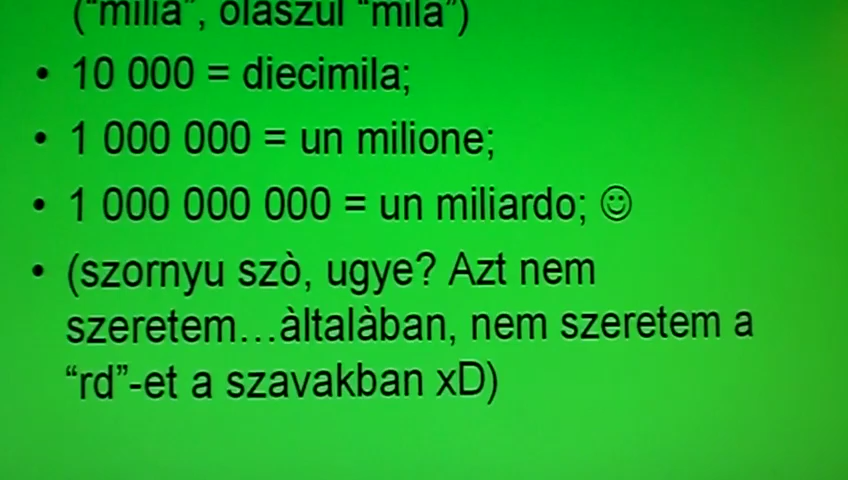 ("milia", olaszul "mila")
• 10 000 = diecimila;
• 1 000 000 = un milione;
• 1 000 000 000 = un miliardo; ☺
• (szornyu szò, ugye? Azt nem
szeretem...àltalàban, nem szeretem a
“rd”-et a szavakban xD)